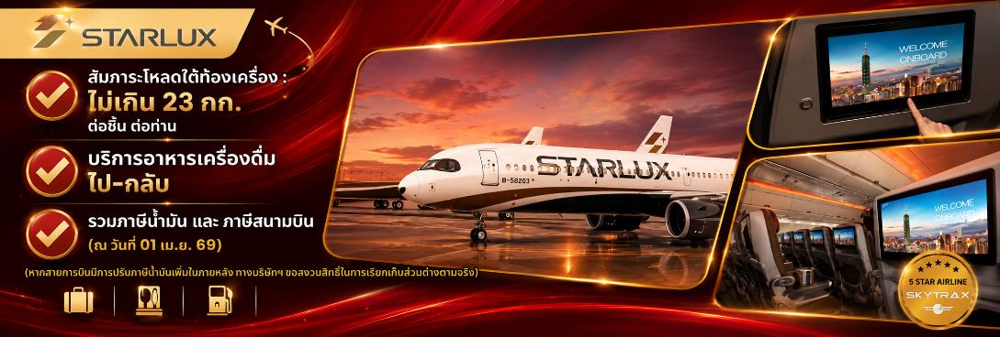 STARLUX
สัมภาระโหลดใต้ท้องเครื่อง :
ไม่เกิน 23 กก.
ต่อชิ้น ต่อท่าน
บริการอาหารเครื่องดื่ม
ไป-กลับ
รวมภาษีน้ำมัน และ ภาษีสนามบิน
(ณ วันที่ 01 เม.ย. 69)
(หากสายการบินมีการปรับภาษีน้ำมันเพิ่มในภายหลัง ทางบริษัทฯ ขอสงวนสิทธิ์ในการเรียกเก็บส่วนต่างตามจริง)
STARLUX
B-58203
WELCOME
ONBOARD
WELCOME
ONBOARD
5 STAR AIRLINE
SKYTRAX